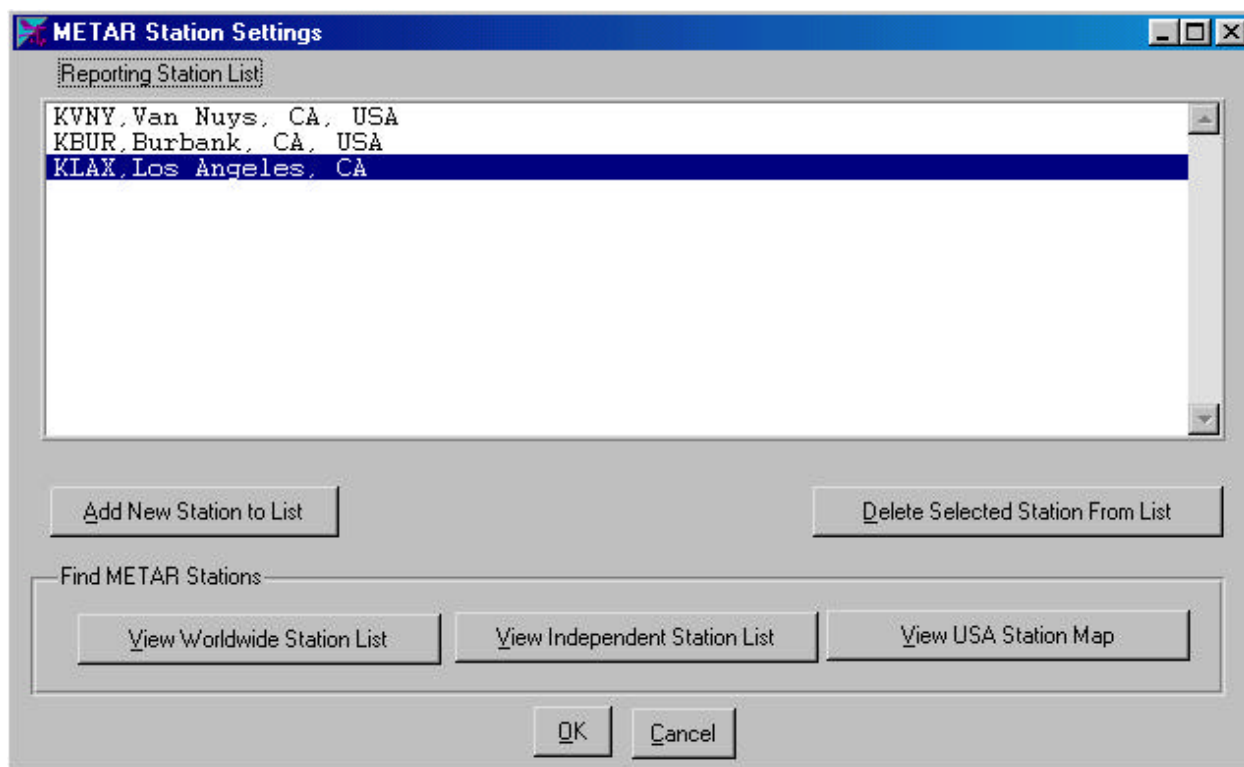 METAR Station Settings
Reporting Station List
KVNY,Van Nuys, CA, USA
KBUR,Burbank, CA, USA
KLAX,Los Angeles, CA
Add New Station to List
Delete Selected Station From List
Find METAR Stations
View Worldwide Station List
View Independent Station List
View USA Station Map
OK
Cancel